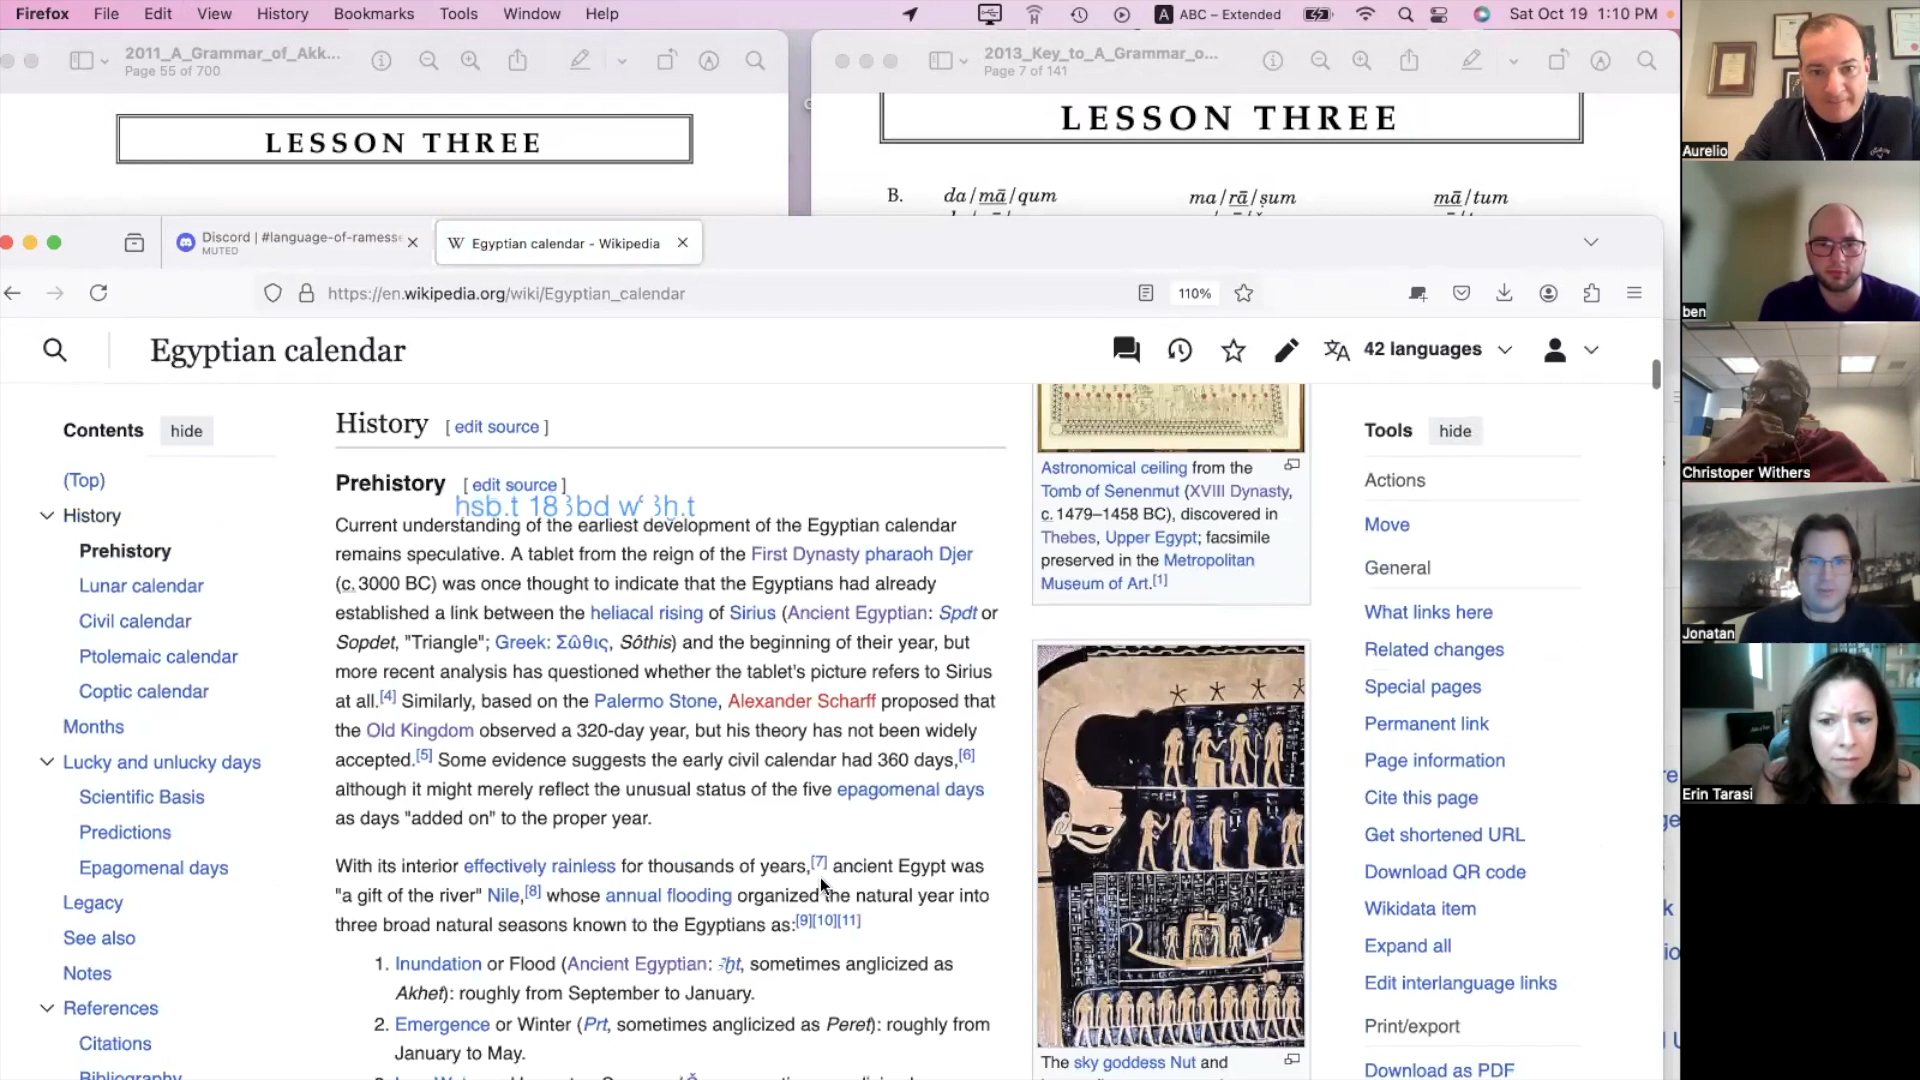 Firefox File Edit View History Bookmarks Tools Window Help
ABC – Extended Sat Oct 19 1:10 PM
2011_A_Grammar_of_Akk...
Page 55 of 700
2013_Key_to_A_Grammar_o...
Page 7 of 141
LESSON THREE
LESSON THREE
B. da/mā/qum ma/rā/ṣum mā/tum
Discord | #language-of-ramess
MUTED
Egyptian calendar - Wikipedia
https://en.wikipedia.org/wiki/Egyptian_calendar
110%
Egyptian calendar
42 languages
Contents
hide
(Top)
History
Prehistory
Lunar calendar
Civil calendar
Ptolemaic calendar
Coptic calendar
Months
Lucky and unlucky days
Scientific Basis
Predictions
Epagomenal days
Legacy
See also
Notes
References
Citations
Bibliography
History [ edit source ]
Prehistory [ edit source ]
hsb.t 18 ꜣbd wꜥ ꜣḫ.t
Current understanding of the earliest development of the Egyptian calendar
remains speculative. A tablet from the reign of the First Dynasty pharaoh Djer
(c. 3000 BC) was once thought to indicate that the Egyptians had already
established a link between the heliacal rising of Sirius (Ancient Egyptian: Spdt or
Sopdet, "Triangle"; Greek: Σῶθις, Sôthis) and the beginning of their year, but
more recent analysis has questioned whether the tablet's picture refers to Sirius
at all.[4] Similarly, based on the Palermo Stone, Alexander Scharff proposed that
the Old Kingdom observed a 320-day year, but his theory has not been widely
accepted.[5] Some evidence suggests the early civil calendar had 360 days,[6]
although it might merely reflect the unusual status of the five epagomenal days
as days "added on" to the proper year.
With its interior effectively rainless for thousands of years,[7] ancient Egypt was
"a gift of the river" Nile,[8] whose annual flooding organized the natural year into
three broad natural seasons known to the Egyptians as:[9][10][11]
1. Inundation or Flood (Ancient Egyptian: ꜣḫt, sometimes anglicized as
Akhet): roughly from September to January.
2. Emergence or Winter (Prt, sometimes anglicized as Peret): roughly from
January to May.
Astronomical ceiling from the
Tomb of Senenmut (XVIII Dynasty,
c. 1479–1458 BC), discovered in
Thebes, Upper Egypt; facsimile
preserved in the Metropolitan
Museum of Art.[1]
The sky goddess Nut and
Tools
hide
Actions
Move
General
What links here
Related changes
Special pages
Permanent link
Page information
Cite this page
Get shortened URL
Download QR code
Wikidata item
Expand all
Edit interlanguage links
Print/export
Download as PDF
Aurelio
ben
Christoper Withers
Jonatan
Erin Tarasi